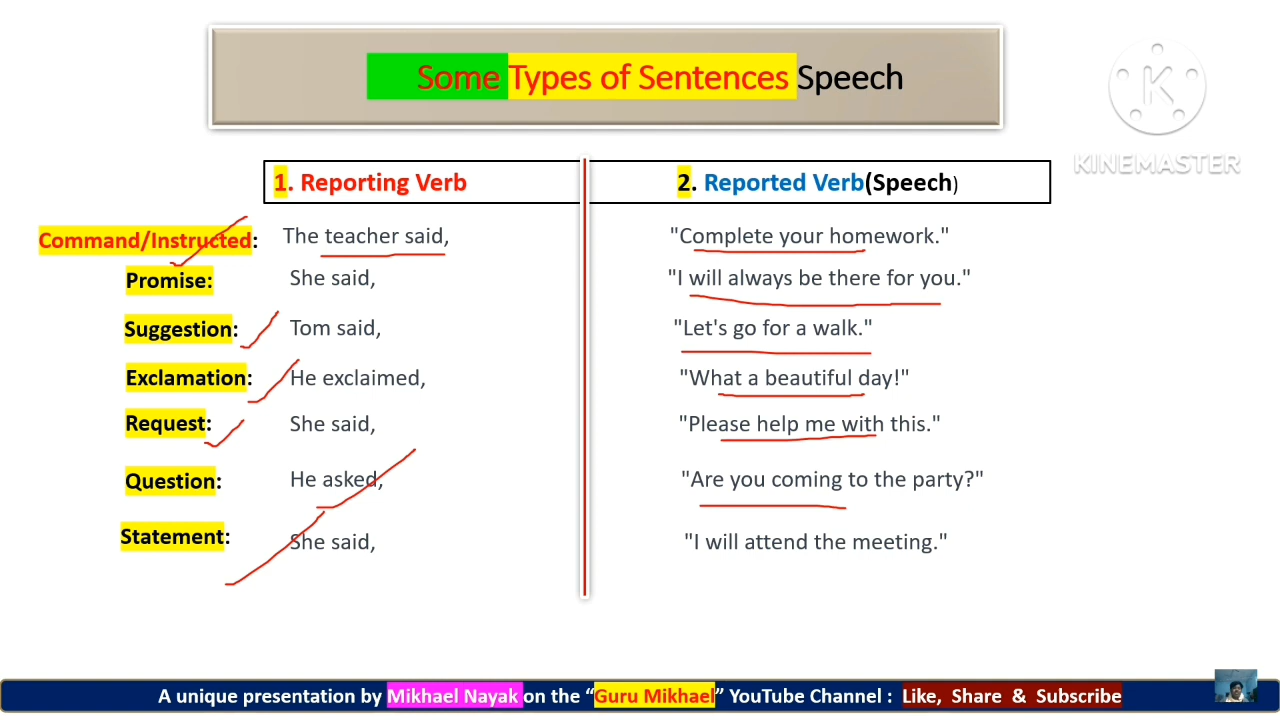 Some Types of Sentences Speech
KINEMASTER
1. Reporting Verb 2. Reported Verb(Speech)
Command/Instructed: The teacher said, "Complete your homework."
Promise: She said, "I will always be there for you."
Suggestion: Tom said, "Let's go for a walk."
Exclamation: He exclaimed, "What a beautiful day!"
Request: She said, "Please help me with this."
Question: He asked, "Are you coming to the party?"
Statement: She said, "I will attend the meeting."
A unique presentation by Mikhael Nayak on the “Guru Mikhael” YouTube Channel : Like, Share & Subscribe